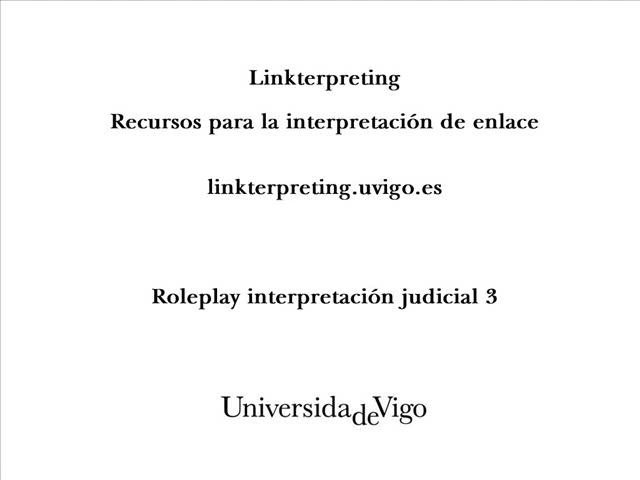 Linkterpreting
Recursos para la interpretación de enlace
linkterpreting.uvigo.es
Roleplay interpretación judicial 3
UniversidadeVigo